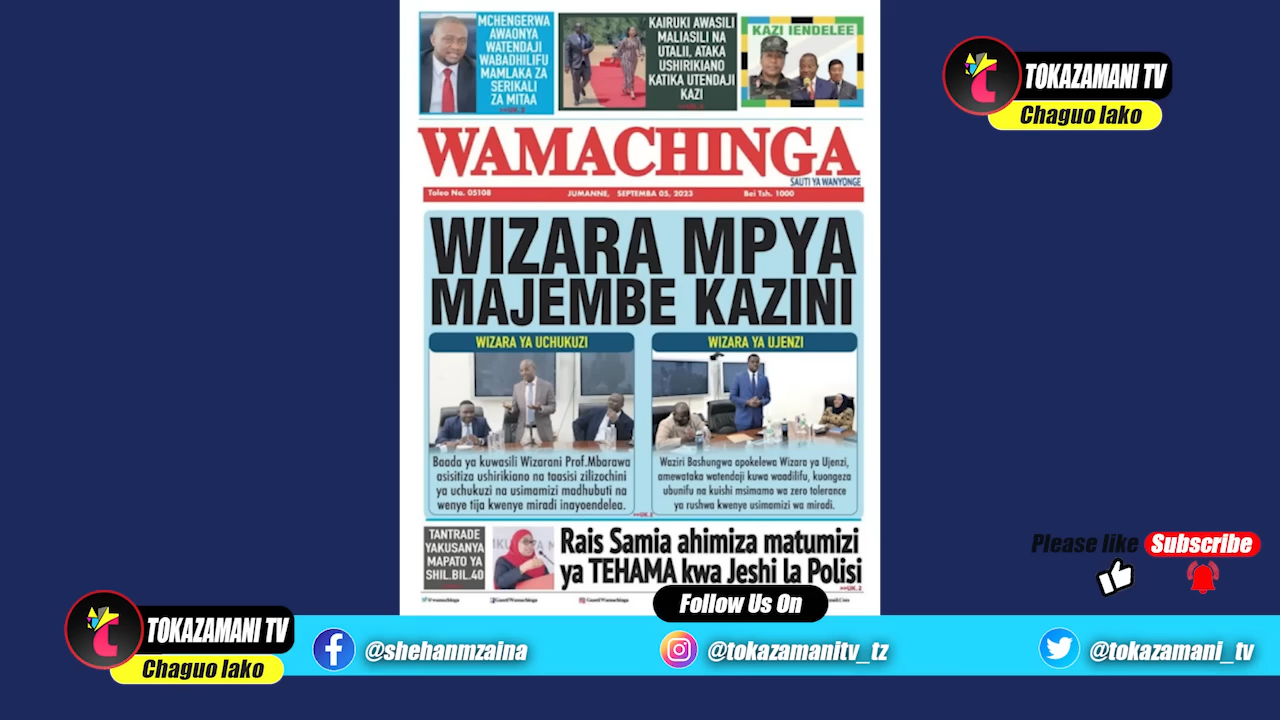 MCHENGERWA
AWAONYA
WATENDAJI
WABADHILIFU
MAMLAKA ZA
SERIKALI
ZA MITAA
KAIRUKI AWASILI
MALIASILI NA
UTALII, ATAKA
USHIRIKIANO
KATIKA UTENDAJI
KAZI
KAZI IENDELEE
TOKAZAMANI TV
Chaguo lako
WAMACHINGA
SAUTI YA WANYONGE
Toleo Na. 05108
JUMANNE, SEPTEMBA 05, 2023
Bei Tsh. 1000
WIZARA MPYA
MAJEMBE KAZINI
WIZARA YA UCHUKUZI
WIZARA YA UJENZI
Baada ya kuwasili Wizarani Prof.Mbarawa
asisitiza ushirikiano na taasisi zilizochini
ya uchukuzi na usimamizi madhubuti na
wenye tija kwenye miradi inayoendelea.
Waziri Bashungwa apokelewa Wizara ya Ujenzi,
amewataka watendaji kuwa waadilifu, kuongeza
ubunifu na kuishi msimamo wa zero tolerance
ya rushwa kwenye usimamizi wa miradi.
TANTRADE
YAKUSANYA
MAPATO YA
SHIL.BIL.40
Rais Samia ahimiza matumizi
ya TEHAMA kwa Jeshi la Polisi
Please like Subscribe
Follow Us On
TOKAZAMANI TV
Chaguo lako
@shehanmzaina
@tokazamanitv_tz
@tokazamani_tv